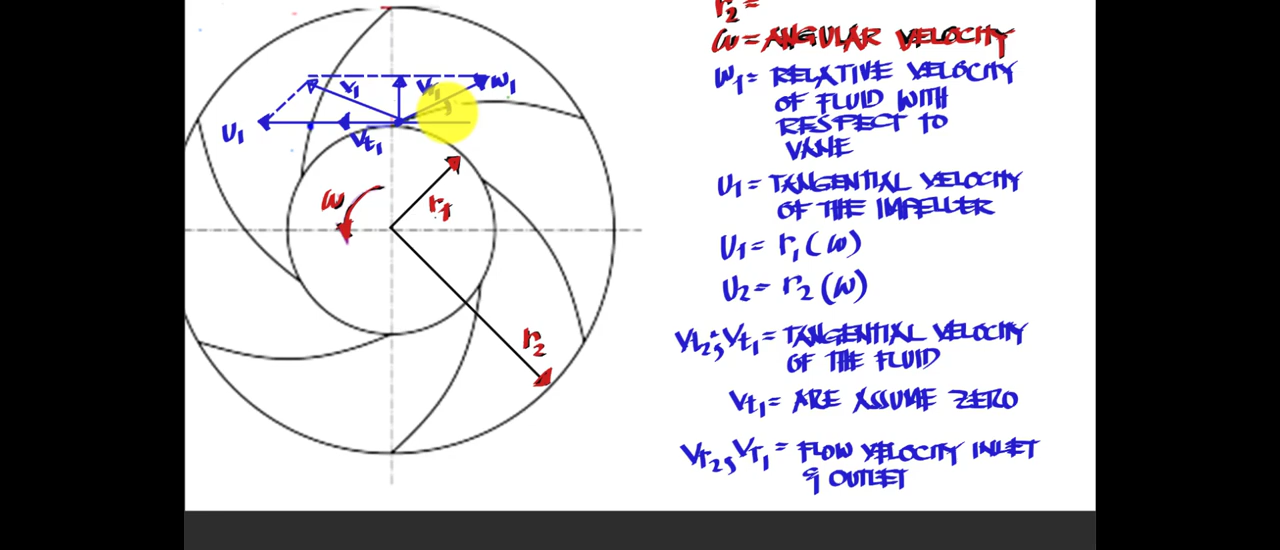 r2 =
ω = ANGULAR VELOCITY
W1 = RELATIVE VELOCITY
OF FLUID WITH
RESPECT TO
VANE
U1 = TANGENTIAL VELOCITY
OF THE IMPELLER
U1 = r1 (ω)
U2 = r2 (ω)
Vt2 , Vt1 = TANGENTIAL VELOCITY
OF THE FLUID
Vt1 = ARE ASSUME ZERO
Vr2 , Vr1 = FLOW VELOCITY INLET
& OUTLET
V1
W1
U1
Vt1
ω
r1
r2